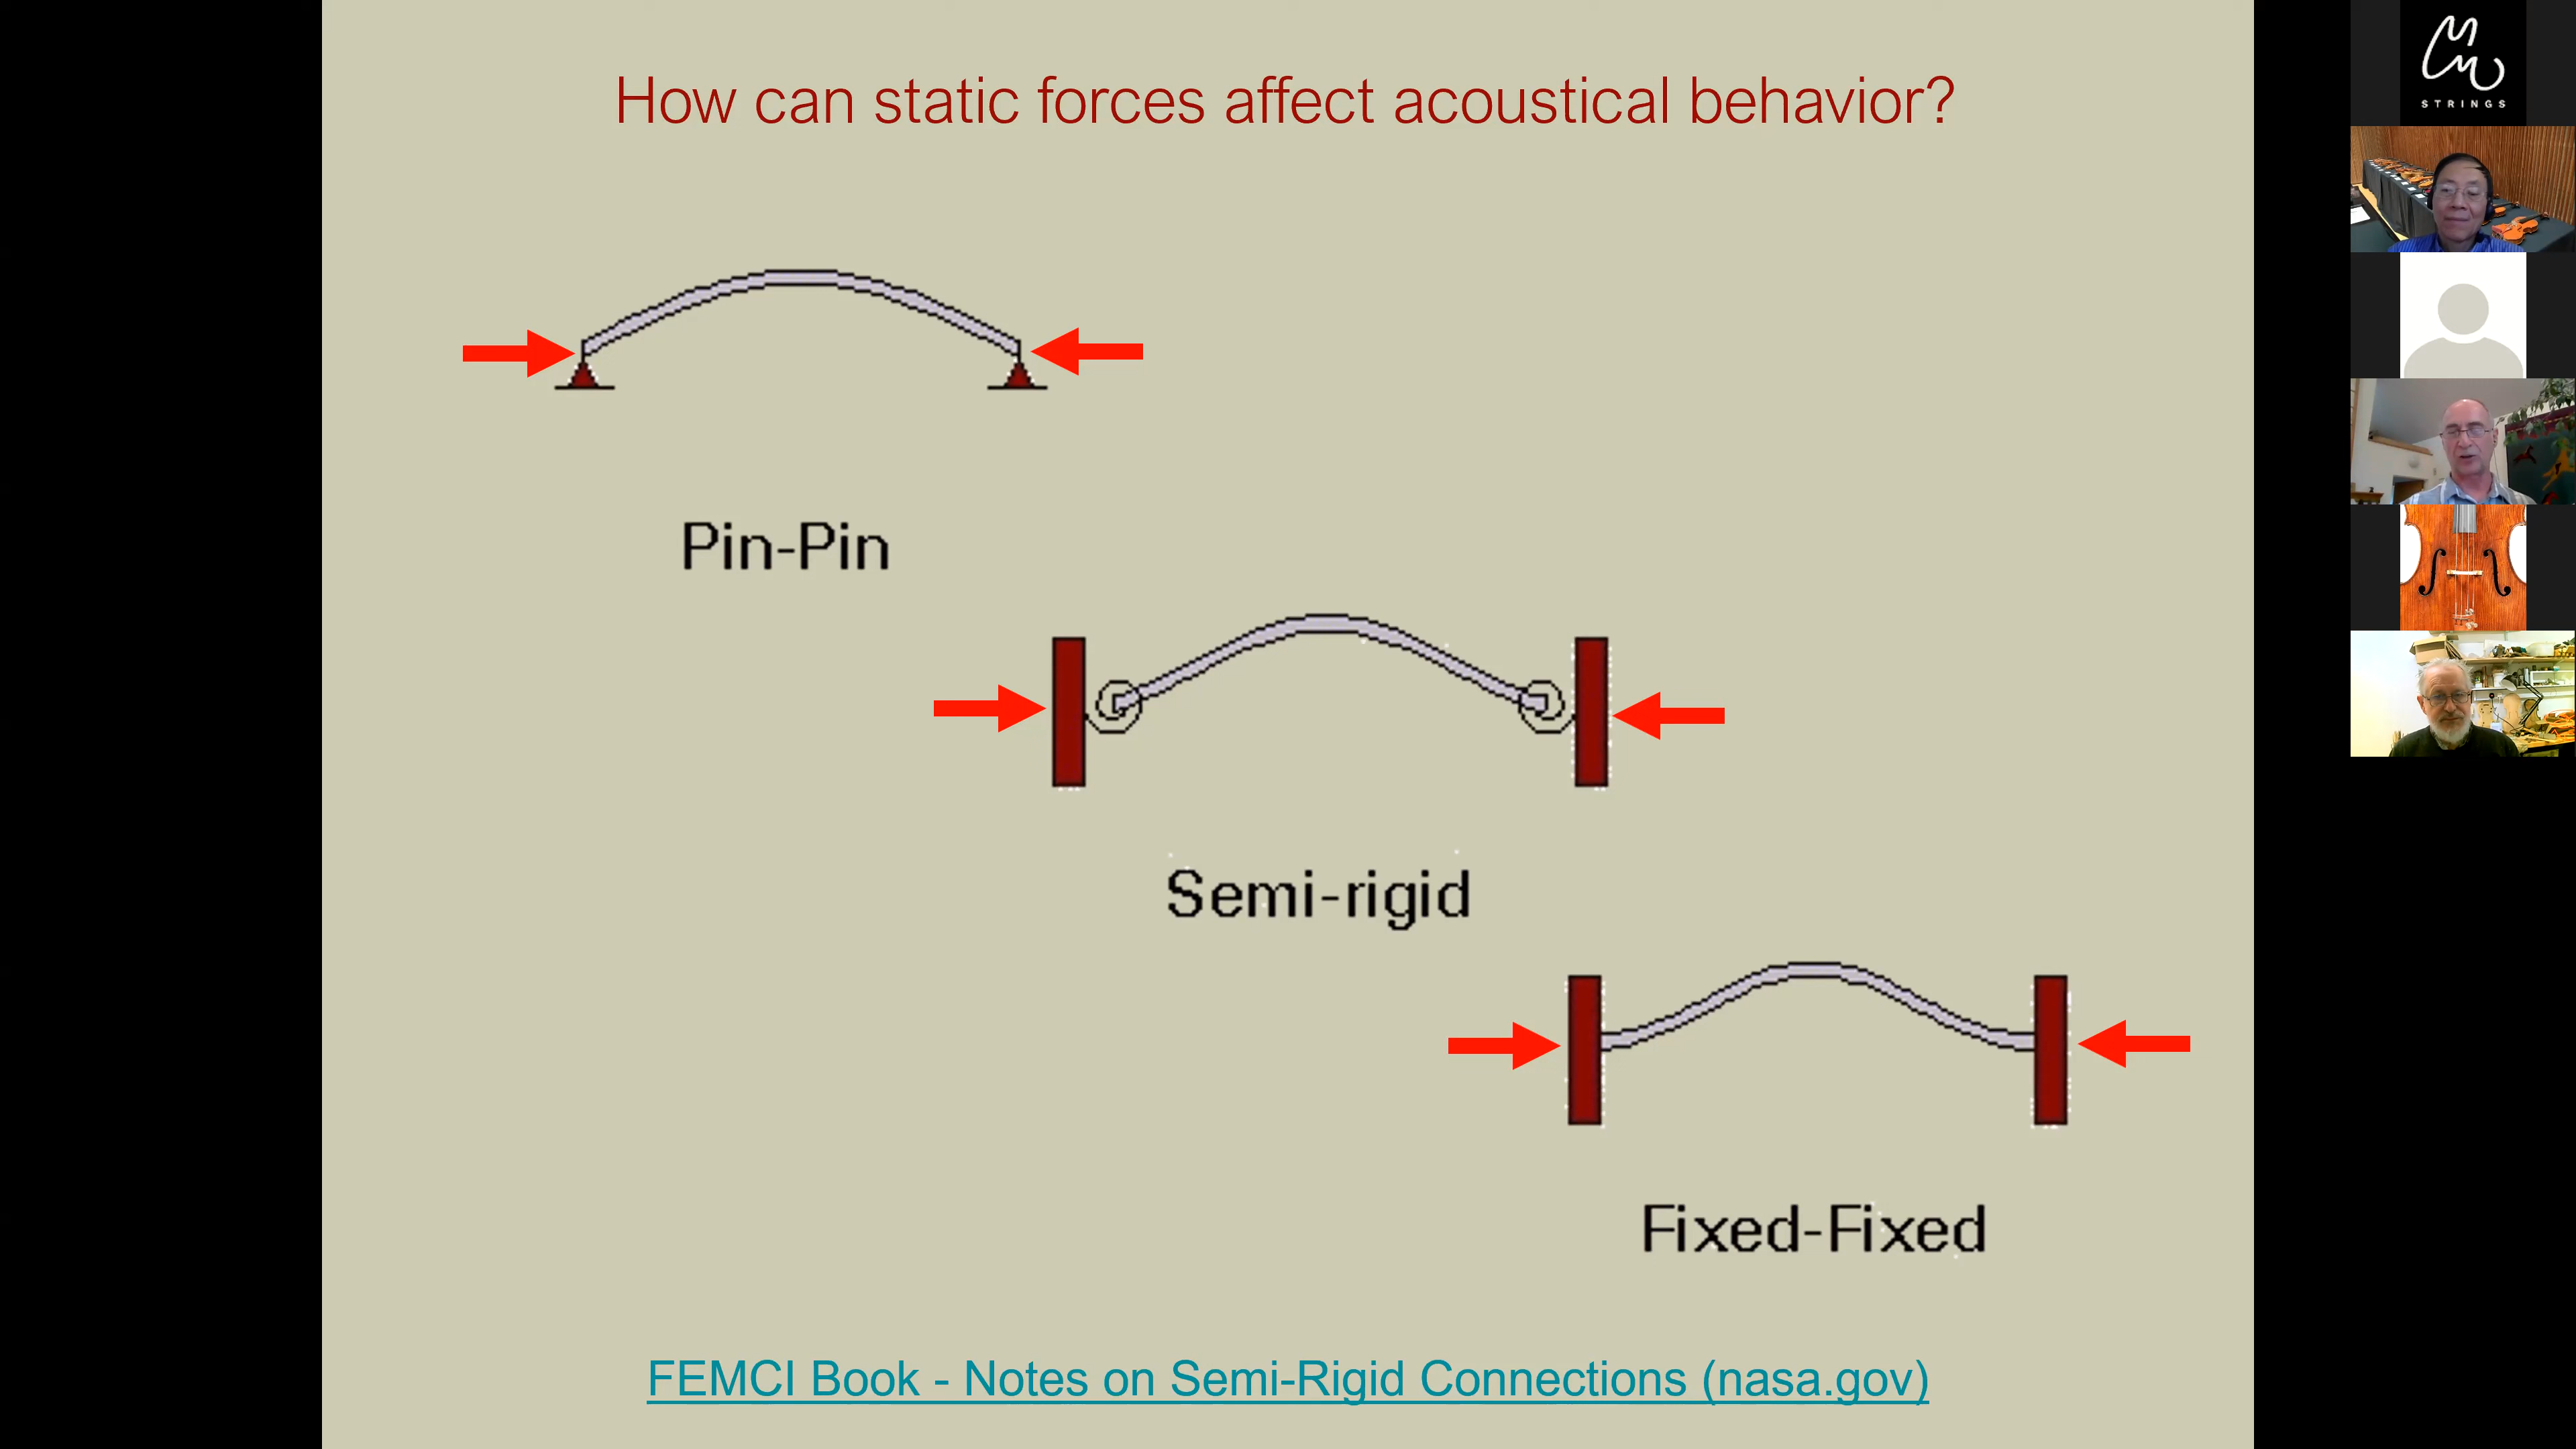 How can static forces affect acoustical behavior?
Pin-Pin
Semi-rigid
Fixed-Fixed
FEMCI Book - Notes on Semi-Rigid Connections (nasa.gov)
STRINGS